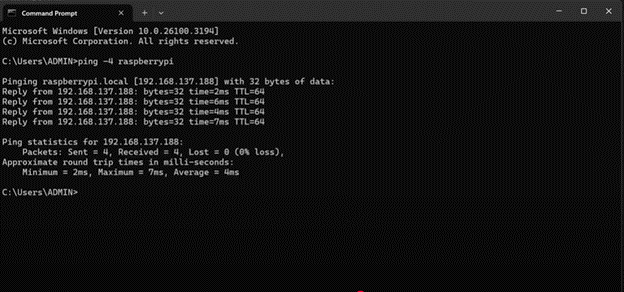 Command Prompt
Microsoft Windows [Version 10.0.26100.3194]
(c) Microsoft Corporation. All rights reserved.
C:\Users\ADMIN>ping -4 raspberrypi
Pinging raspberrypi.local [192.168.137.188] with 32 bytes of data:
Reply from 192.168.137.188: bytes=32 time=2ms TTL=64
Reply from 192.168.137.188: bytes=32 time=6ms TTL=64
Reply from 192.168.137.188: bytes=32 time=4ms TTL=64
Reply from 192.168.137.188: bytes=32 time=7ms TTL=64
Ping statistics for 192.168.137.188:
Packets: Sent = 4, Received = 4, Lost = 0 (0% loss),
Approximate round trip times in milli-seconds:
Minimum = 2ms, Maximum = 7ms, Average = 4ms
C:\Users\ADMIN>